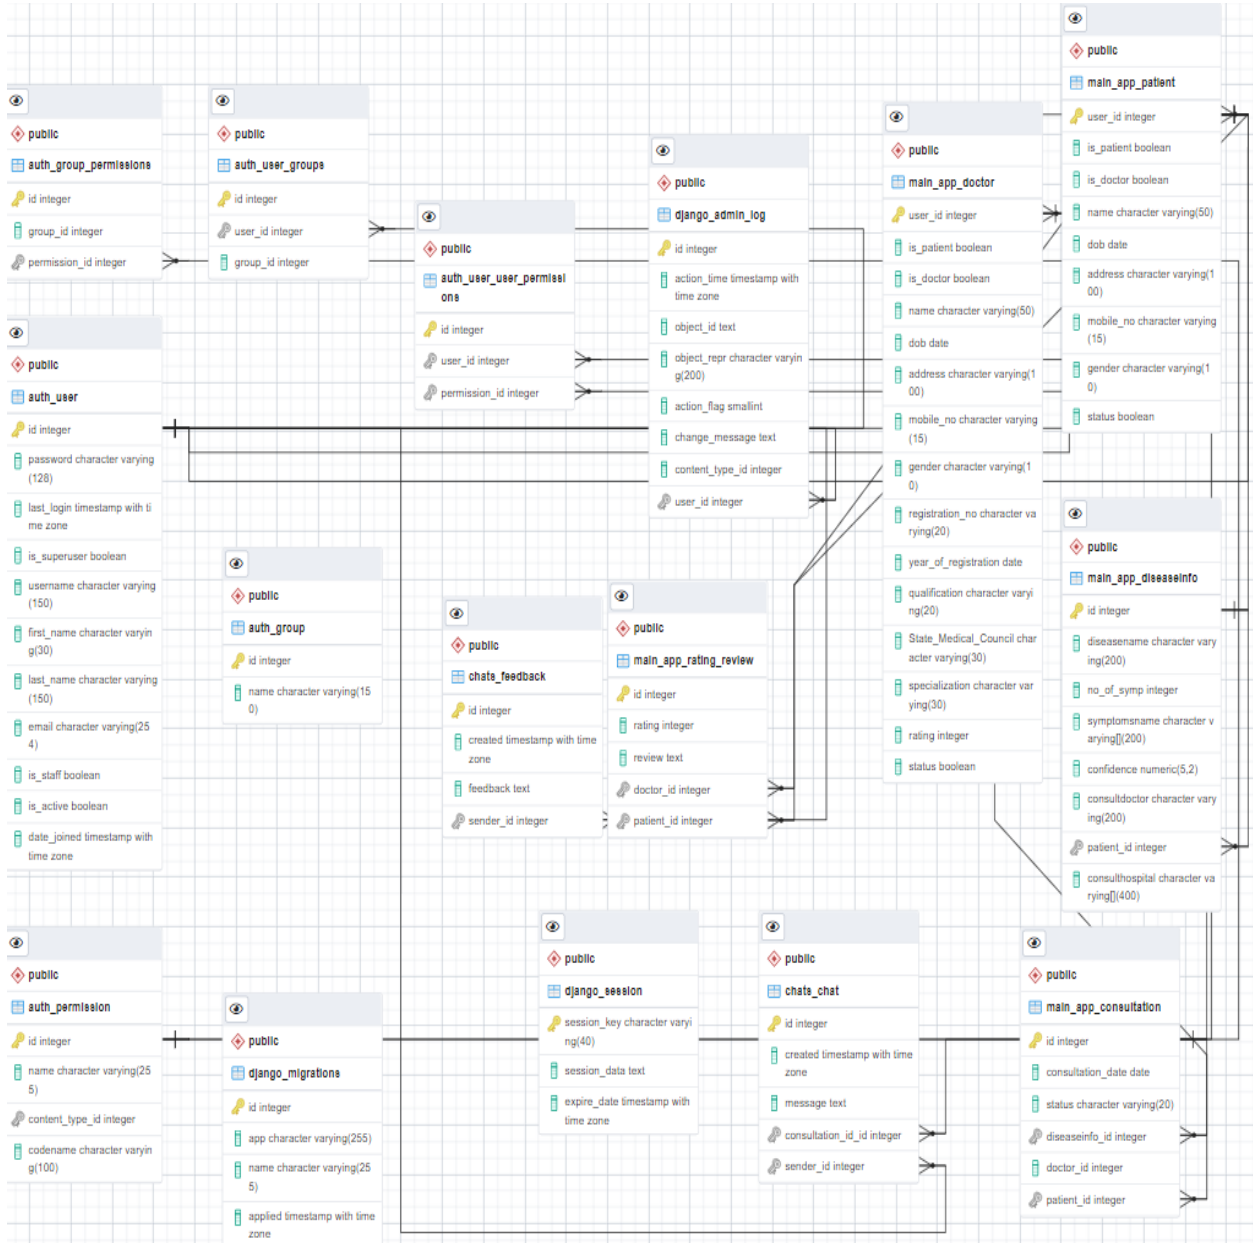 public
auth_group_permissions
id integer
group_id integer
permission_id integer
public
auth_user_groups
id integer
user_id integer
group_id integer
public
auth_user_user_permissi
ons
id integer
user_id integer
permission_id integer
public
django_admin_log
id integer
action_time timestamp with
time zone
object_id text
object_repr character varyin
g(200)
action_flag smallint
change_message text
content_type_id integer
user_id integer
public
main_app_doctor
user_id integer
is_patient boolean
is_doctor boolean
name character varying(50)
dob date
address character varying(1
00)
mobile_no character varying
(15)
gender character varying(1
0)
registration_no character va
rying(20)
year_of_registration date
qualification character varyi
ng(20)
State_Medical_Council char
acter varying(30)
specialization character var
ying(30)
rating integer
status boolean
public
main_app_patient
user_id integer
is_patient boolean
is_doctor boolean
name character varying(50)
dob date
address character varying(1
00)
mobile_no character varying
(15)
gender character varying(1
0)
status boolean
public
auth_user
id integer
password character varying
(128)
last_login timestamp with ti
me zone
is_superuser boolean
username character varying
(150)
first_name character varyin
g(30)
last_name character varying
(150)
email character varying(25
4)
is_staff boolean
is_active boolean
date_joined timestamp with
time zone
public
auth_group
id integer
name character varying(15
0)
public
chats_feedback
id integer
created timestamp with time
zone
feedback text
sender_id integer
public
main_app_rating_review
id integer
rating integer
review text
doctor_id integer
patient_id integer
public
main_app_diseaseinfo
id integer
diseasename character vary
ing(200)
no_of_symp integer
symptomsname character v
arying[](200)
confidence numeric(5,2)
consultdoctor character vary
ing(200)
patient_id integer
consulthospital character va
rying[](400)
public
auth_permission
id integer
name character varying(25
5)
content_type_id integer
codename character varyin
g(100)
public
django_migrations
id integer
app character varying(255)
name character varying(25
5)
applied timestamp with time
zone
public
django_session
session_key character varyi
ng(40)
session_data text
expire_date timestamp with
time zone
public
chats_chat
id integer
created timestamp with time
zone
message text
consultation_id_id integer
sender_id integer
public
main_app_consultation
id integer
consultation_date date
status character varying(20)
diseaseinfo_id integer
doctor_id integer
patient_id integer